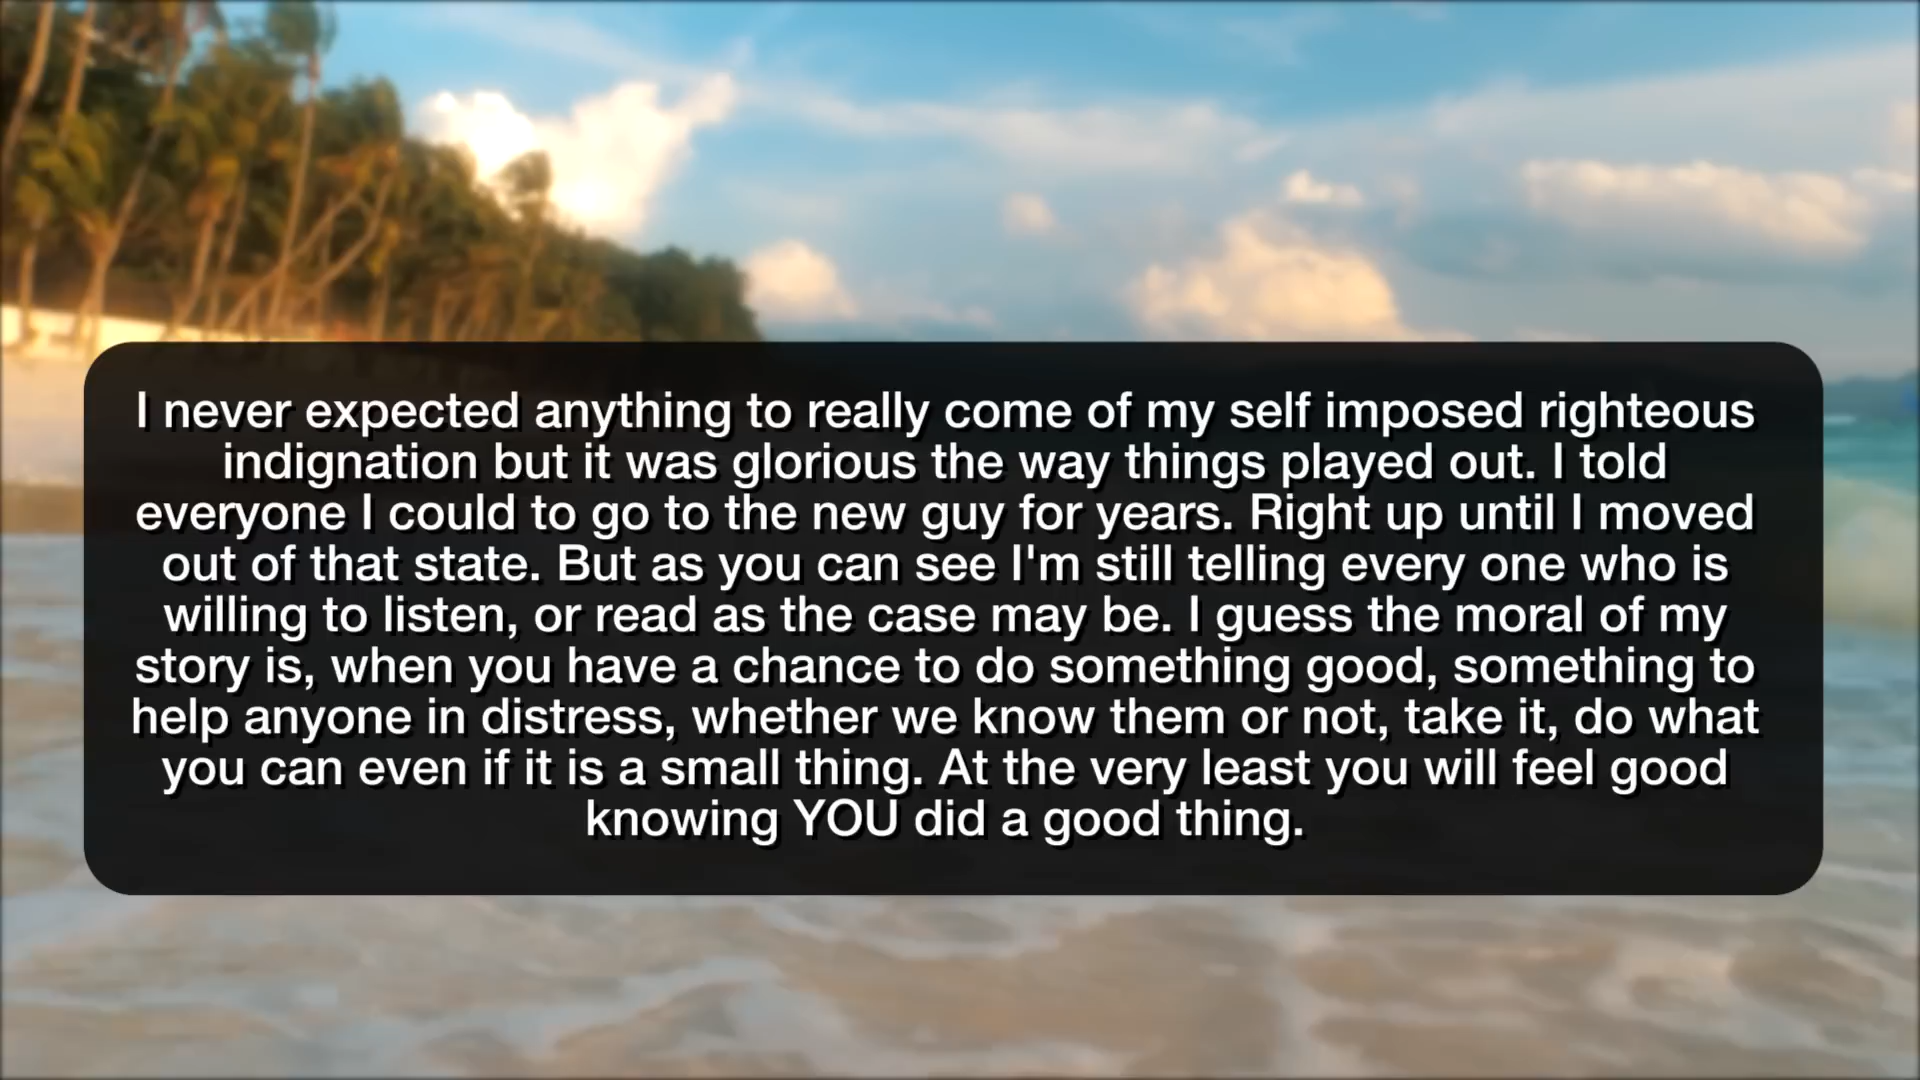 I never expected anything to really come of my self imposed righteous
indignation but it was glorious the way things played out. I told
everyone I could to go to the new guy for years. Right up until I moved
out of that state. But as you can see I'm still telling every one who is
willing to listen, or read as the case may be. I guess the moral of my
story is, when you have a chance to do something good, something to
help anyone in distress, whether we know them or not, take it, do what
you can even if it is a small thing. At the very least you will feel good
knowing YOU did a good thing.